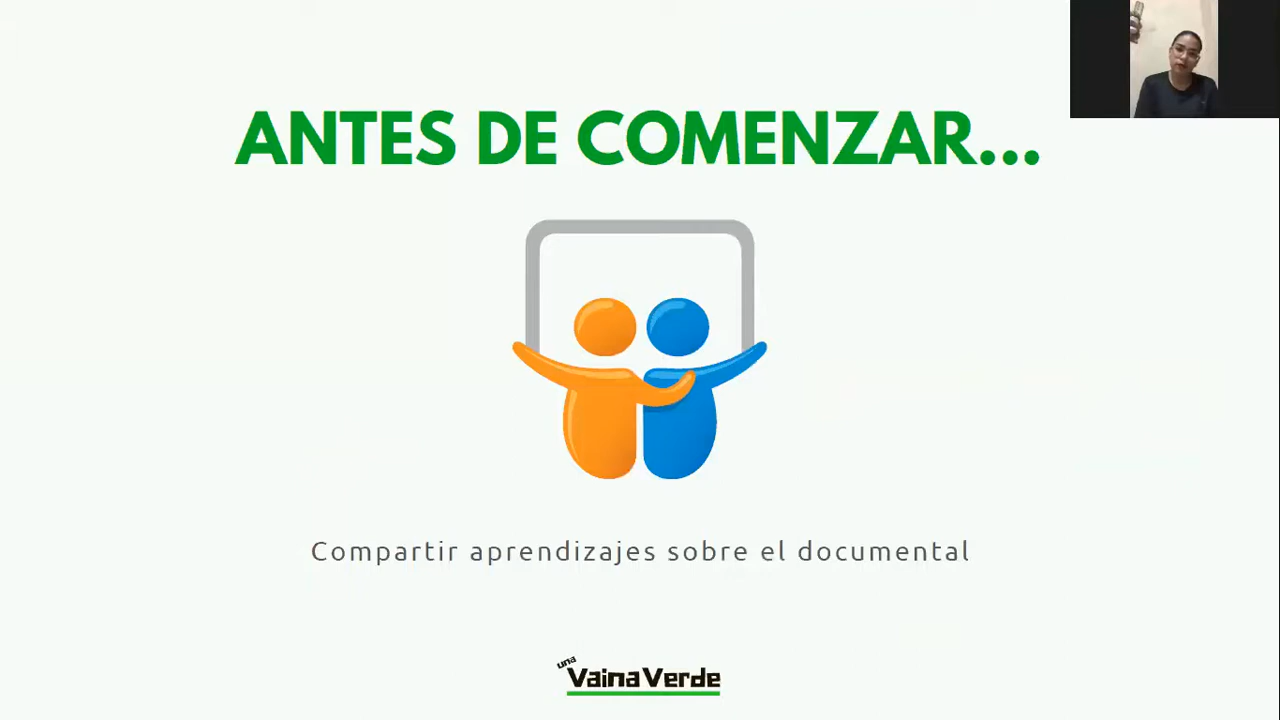 ANTES DE COMENZAR...
Compartir aprendizajes sobre el documental
una
VainaVerde